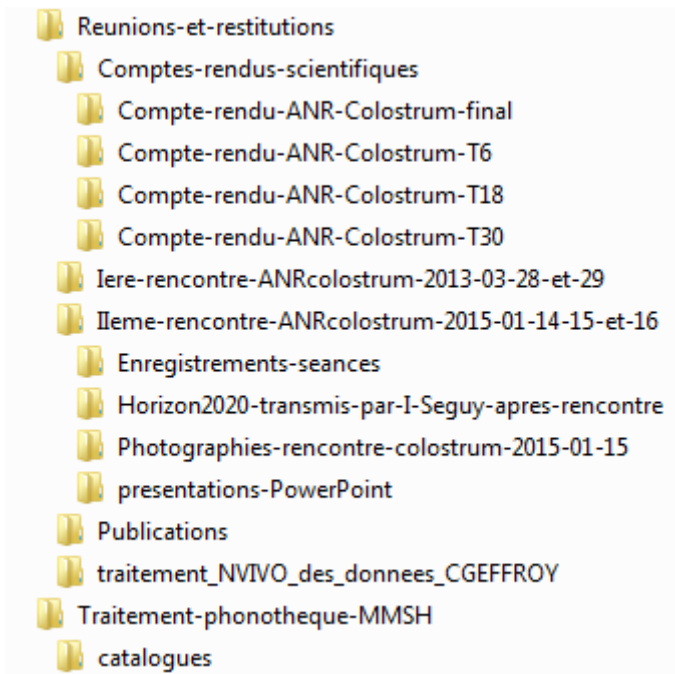 Reunions-et-restitutions
Comptes-rendus-scientifiques
Compte-rendu-ANR-Colostrum-final
Compte-rendu-ANR-Colostrum-T6
Compte-rendu-ANR-Colostrum-T18
Compte-rendu-ANR-Colostrum-T30
Iere-rencontre-ANRcolostrum-2013-03-28-et-29
IIeme-rencontre-ANRcolostrum-2015-01-14-15-et-16
Enregistrements-seances
Horizon2020-transmis-par-I-Seguy-apres-rencontre
Photographies-rencontre-colostrum-2015-01-15
presentations-PowerPoint
Publications
traitement_NVIVO_des_donnees_CGEFFROY
Traitement-phonotheque-MMSH
catalogues